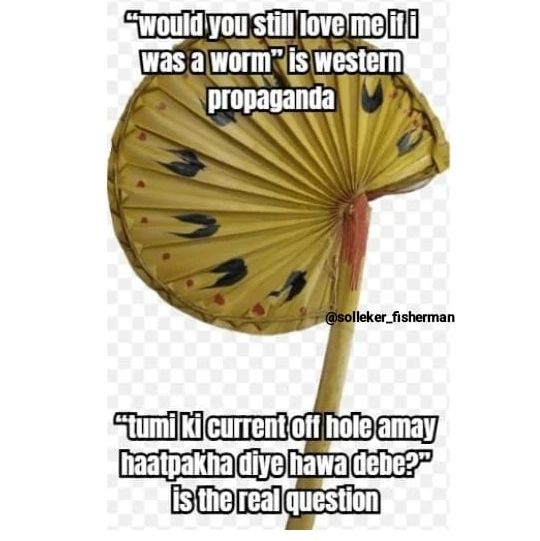 “would you still love me if i
was a worm” is western
propaganda
@solleker_fisherman
“tumi ki current off hole amay
haatpakha diye hawa debe?”
is the real question